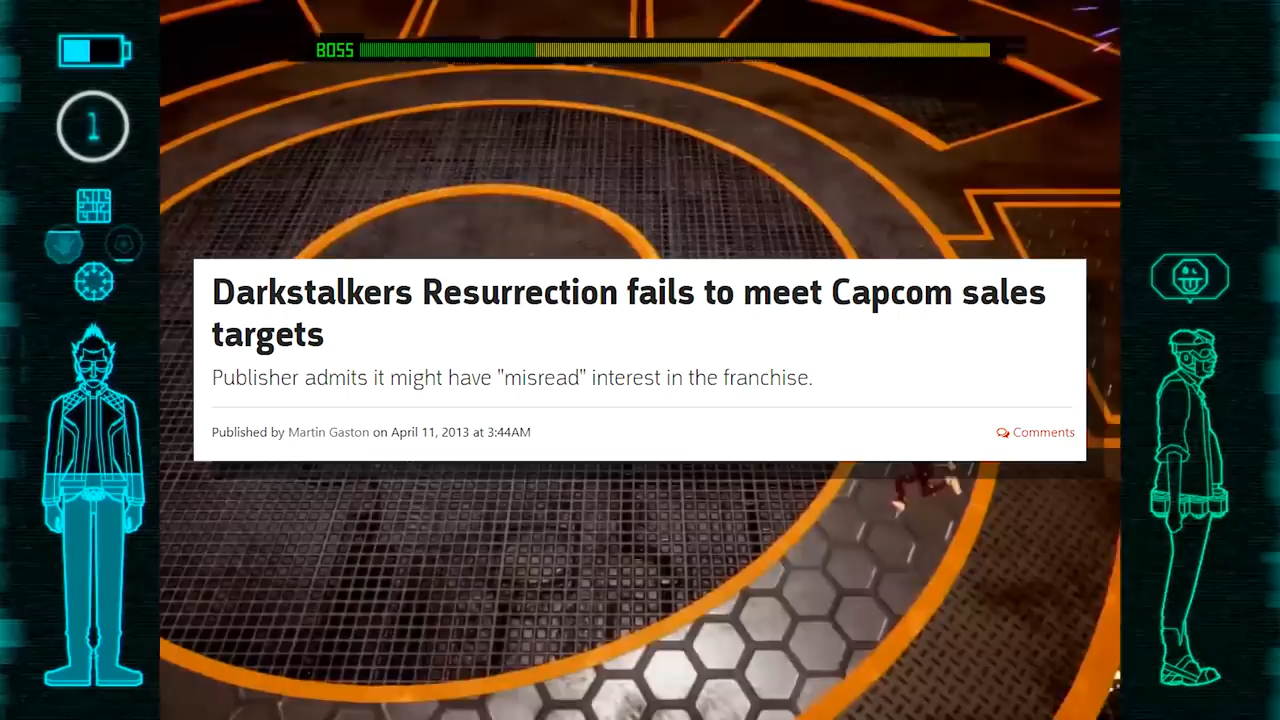 BOSS
1
Darkstalkers Resurrection fails to meet Capcom sales
targets
Publisher admits it might have "misread" interest in the franchise.
Published by Martin Gaston on April 11, 2013 at 3:44AM
Comments